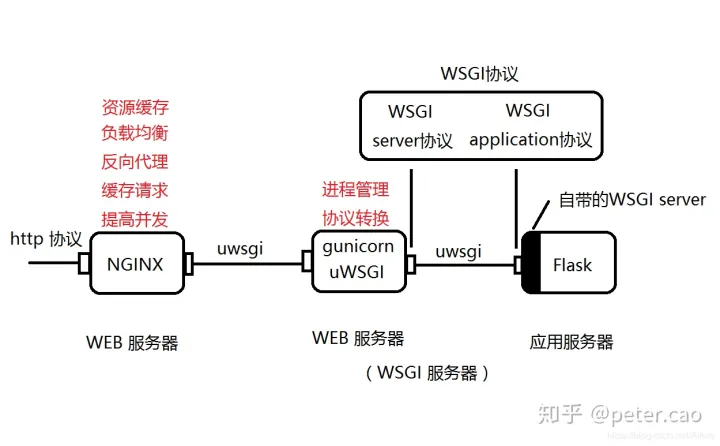 WSGI协议
WSGI
server协议
WSGI
application协议
资源缓存
负载均衡
反向代理
缓存请求
提高并发
进程管理
协议转换
自带的WSGI server
http 协议
NGINX
uwsgi
gunicorn
uWSGI
uwsgi
Flask
WEB 服务器
WEB 服务器
（WSGI 服务器）
应用服务器
知乎 @peter.cao